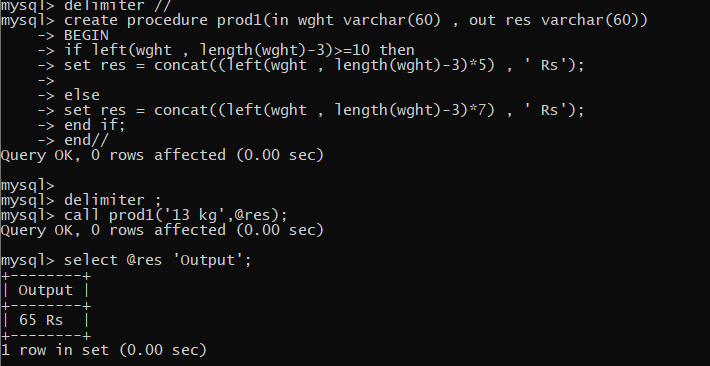 mysql> delimiter //
mysql> create procedure prod1(in wght varchar(60) , out res varchar(60))
    -> BEGIN
    -> if left(wght , length(wght)-3)>=10 then
    -> set res = concat((left(wght , length(wght)-3)*5) , ' Rs');
    ->
    -> else
    -> set res = concat((left(wght , length(wght)-3)*7) , ' Rs');
    -> end if;
    -> end//
Query OK, 0 rows affected (0.00 sec)

mysql>
mysql> delimiter ;
mysql> call prod1('13 kg',@res);
Query OK, 0 rows affected (0.00 sec)

mysql> select @res 'Output';
+--------+
| Output |
+--------+
| 65 Rs  |
+--------+
1 row in set (0.00 sec)